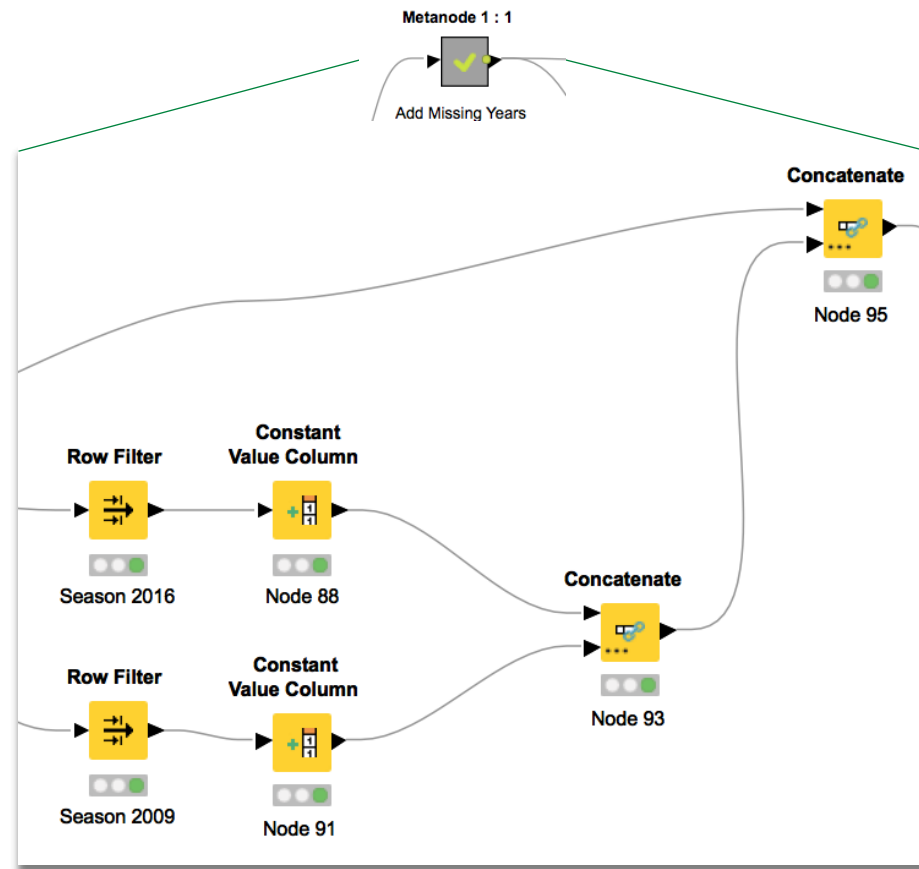 Metanode 1 : 1
Add Missing Years
Concatenate
Node 95
Row Filter
Season 2016
Constant
Value Column
Node 88
Concatenate
Node 93
Row Filter
Season 2009
Constant
Value Column
Node 91